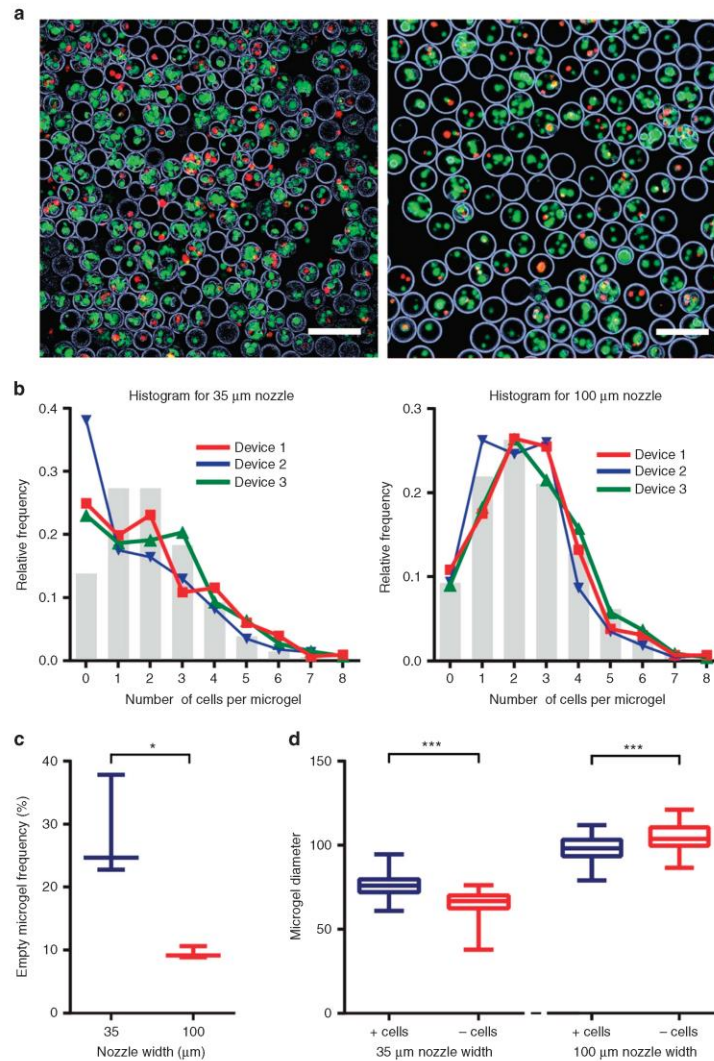 a
b
Histogram for 35 μm nozzle
0.4
0.3
0.2
0.1
0.0
Relative frequency
Device 1
Device 2
Device 3
0 1 2 3 4 5 6 7 8
Number of cells per microgel
Histogram for 100 μm nozzle
0.3
0.2
0.1
0.0
Relative frequency
Device 1
Device 2
Device 3
0 1 2 3 4 5 6 7 8
Number of cells per microgel
c
40
30
20
10
0
Empty microgel frequency (%)
*
35 100
Nozzle width (μm)
d
150
100
50
0
Microgel diameter
***
***
+ cells – cells
35 μm nozzle width
+ cells – cells
100 μm nozzle width